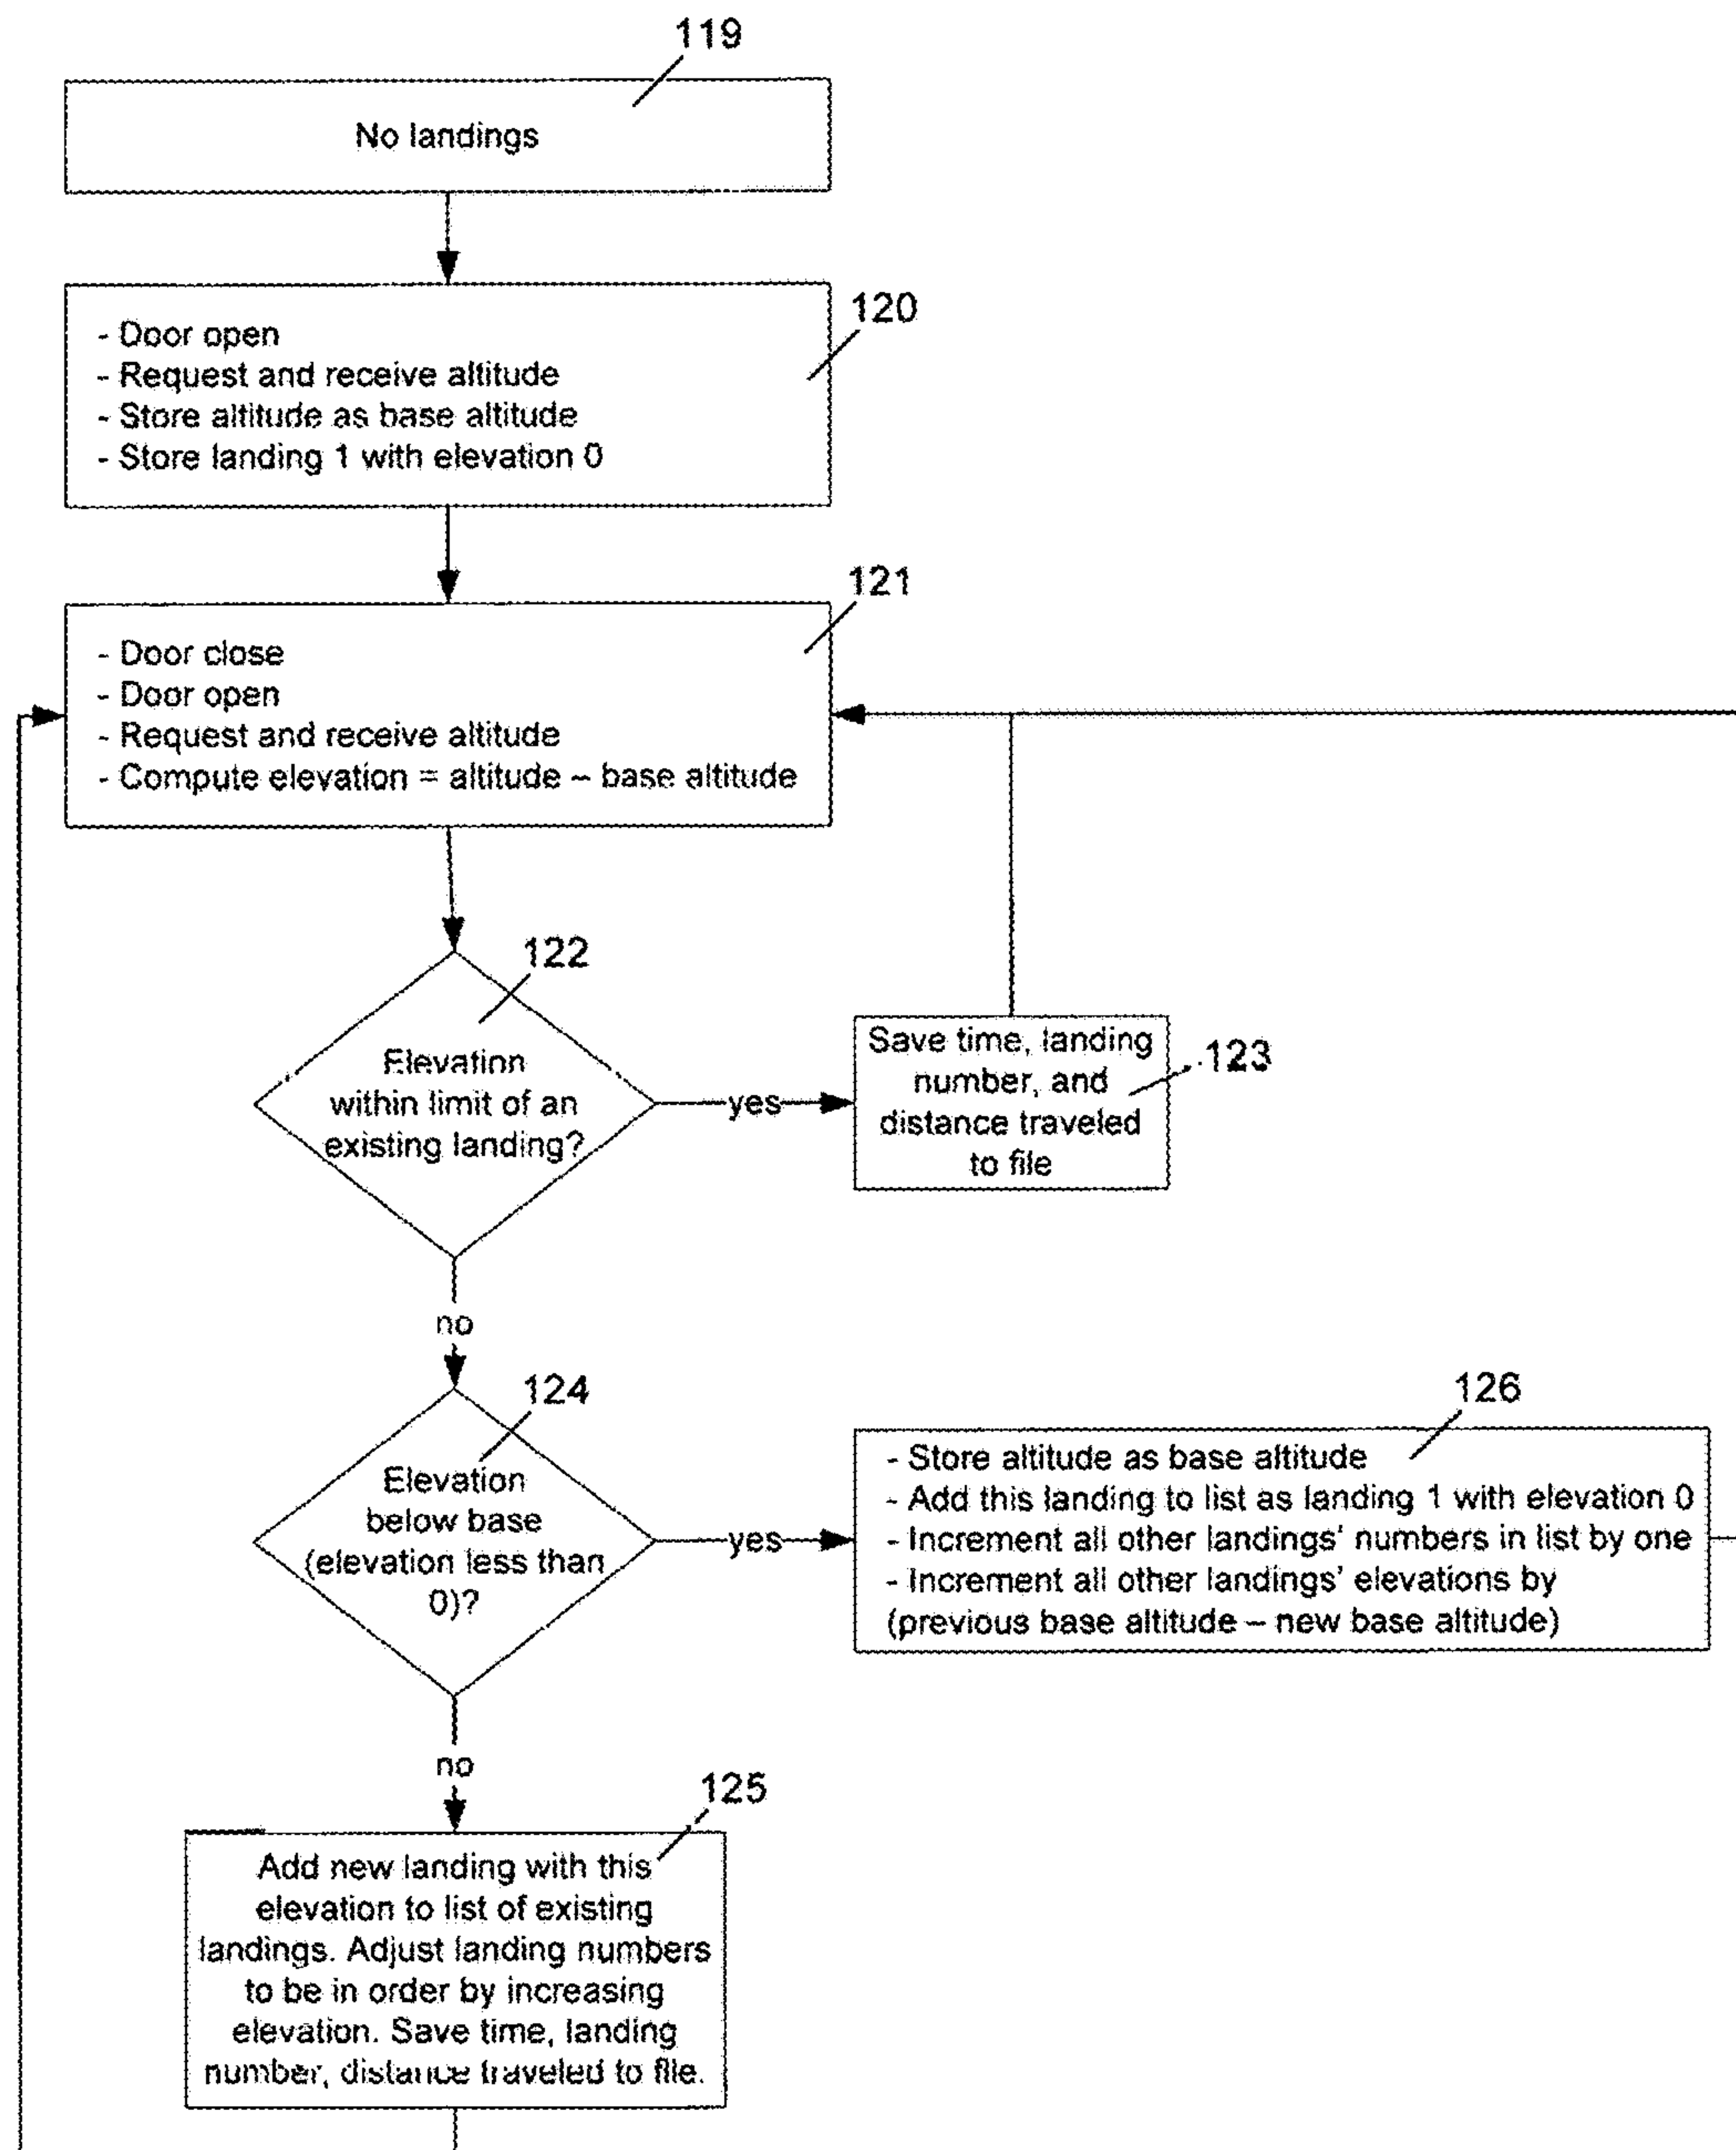 119
No landings
120
- Door open
- Request and receive altitude
- Store altitude as base altitude
- Store landing 1 with elevation 0
121
- Door close
- Door open
- Request and receive altitude
- Compute elevation = altitude – base altitude
122
Elevation
within limit of an
existing landing?
yes
Save time, landing
number, and
distance traveled
to file
123
no
124
Elevation
below base
(elevation less than
0)?
yes
126
- Store altitude as base altitude
- Add this landing to list as landing 1 with elevation 0
- Increment all other landings' numbers in list by one
- Increment all other landings' elevations by
(previous base altitude – new base altitude)
no
125
Add new landing with this
elevation to list of existing
landings. Adjust landing numbers
to be in order by increasing
elevation. Save time, landing
number, distance traveled to file.